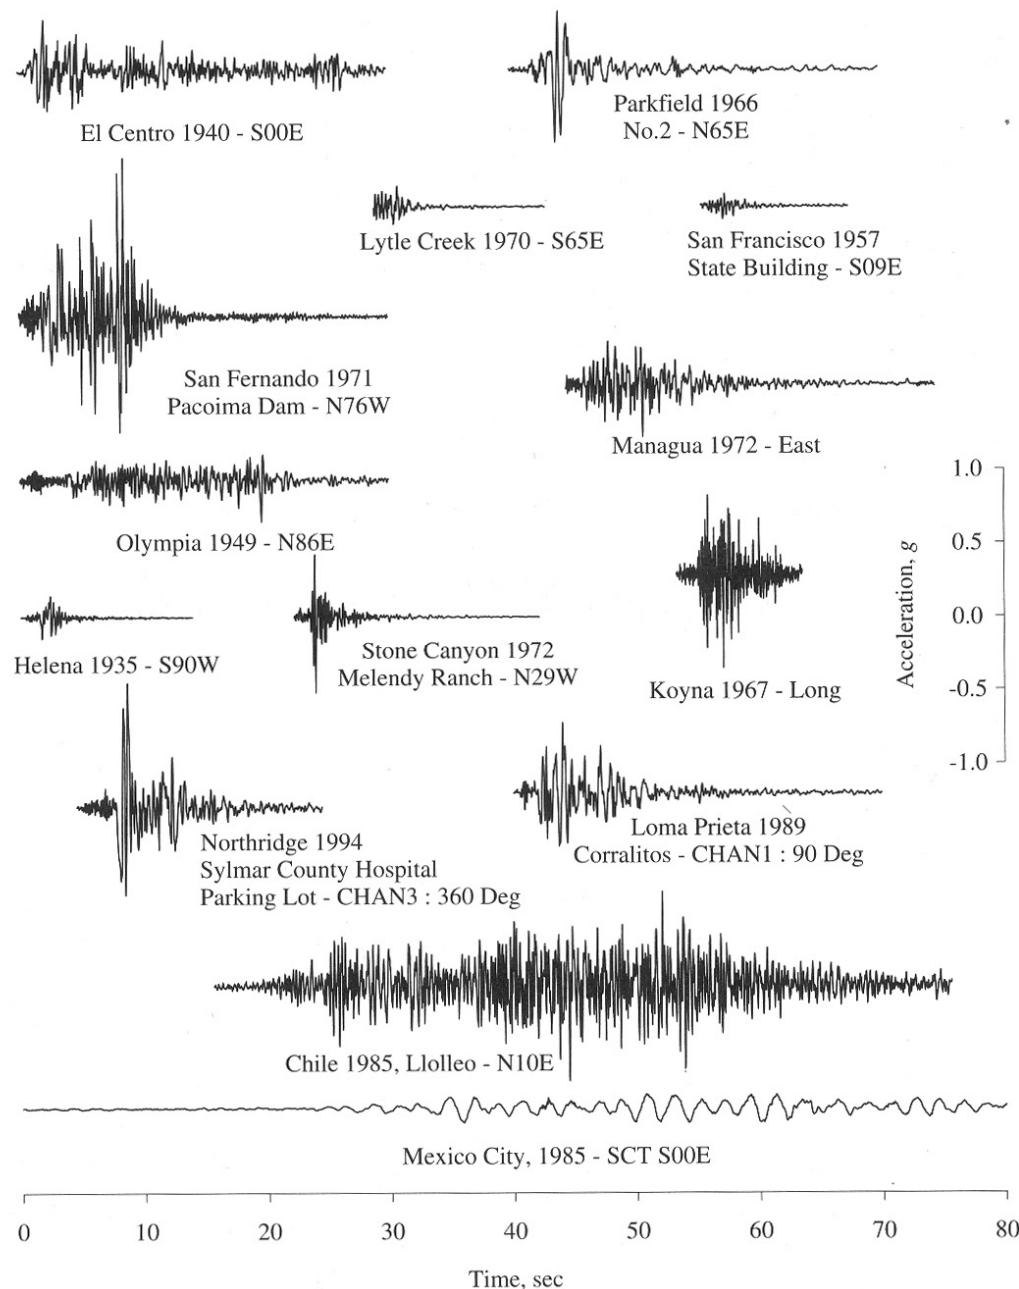 El Centro 1940 - S00E
Parkfield 1966
No.2 - N65E
Lytle Creek 1970 - S65E
San Francisco 1957
State Building - S09E
San Fernando 1971
Pacoima Dam - N76W
Managua 1972 - East
Olympia 1949 - N86E
Helena 1935 - S90W
Stone Canyon 1972
Melendy Ranch - N29W
Koyna 1967 - Long
1.0
0.5
0.0
-0.5
-1.0
Acceleration, g
Northridge 1994
Sylmar County Hospital
Parking Lot - CHAN3 : 360 Deg
Loma Prieta 1989
Corralitos - CHAN1 : 90 Deg
Chile 1985, Llolleo - N10E
Mexico City, 1985 - SCT S00E
0 10 20 30 40 50 60 70 80
Time, sec